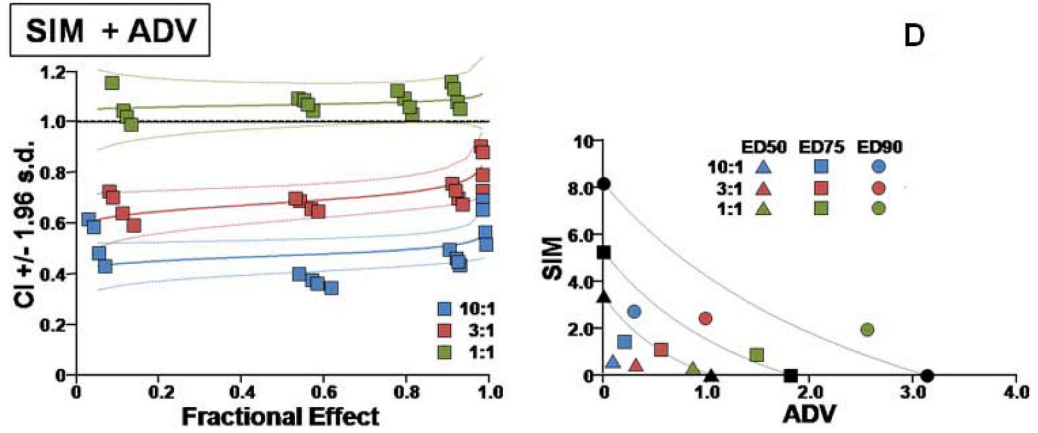 SIM + ADV
D
CI +/- 1.96 s.d.
1.2
1.0
0.8
0.6
0.4
0.2
0
0 0.2 0.4 0.6 0.8 1.0
Fractional Effect
10:1
3:1
1:1
SIM
10
8.0
6.0
4.0
2.0
0
0 1.0 2.0 3.0 4.0
ADV
ED50 ED75 ED90
10:1
3:1
1:1